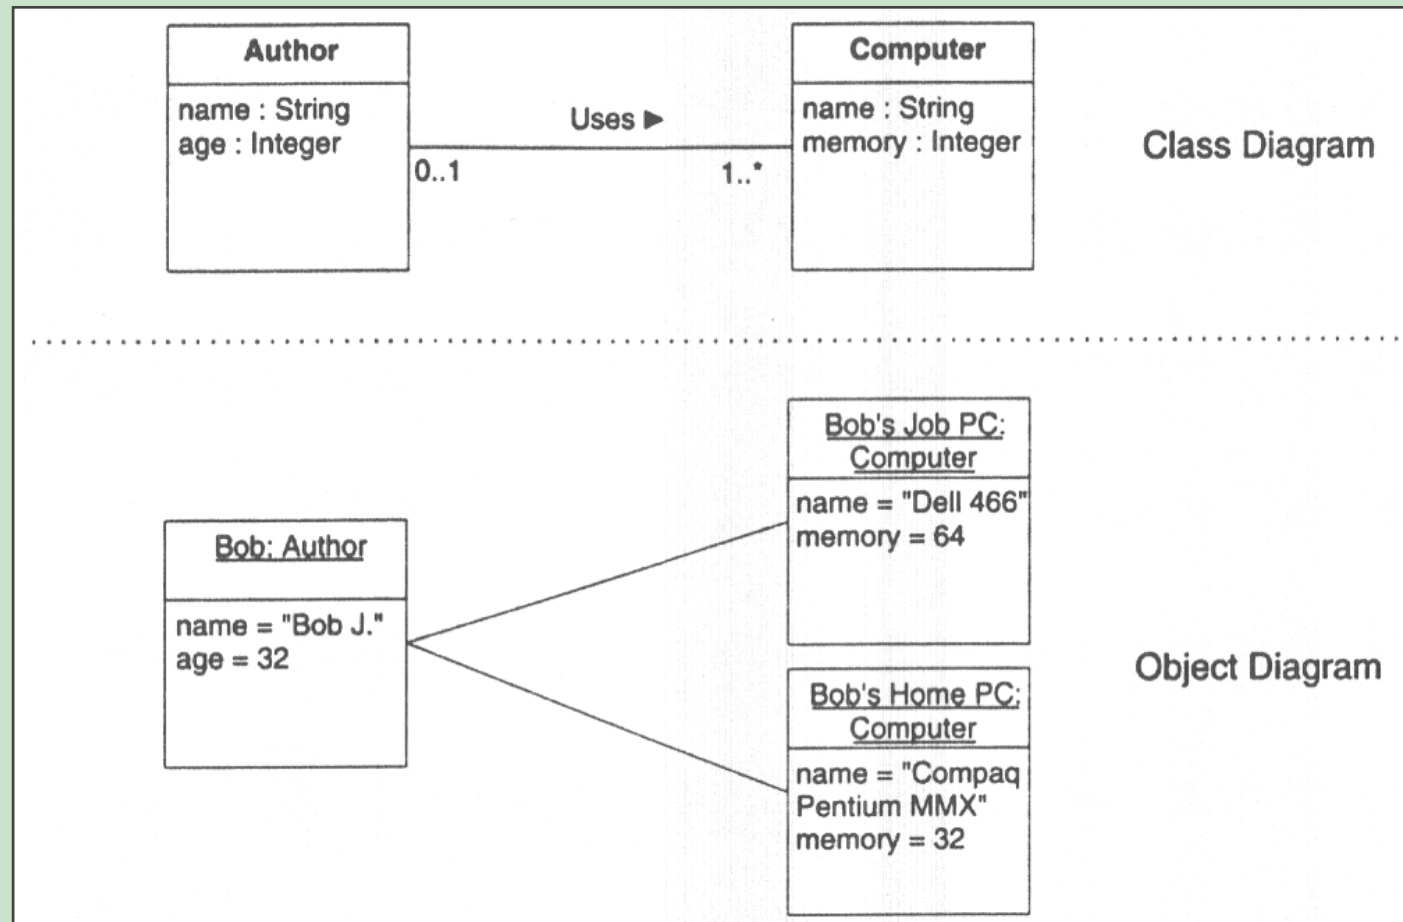 Author
name : String
age : Integer
Uses ►
0..1
1..*
Computer
name : String
memory : Integer
Class Diagram
Bob: Author
name = "Bob J."
age = 32
Bob's Job PC:
Computer
name = "Dell 466"
memory = 64
Bob's Home PC:
Computer
name = "Compaq
Pentium MMX"
memory = 32
Object Diagram